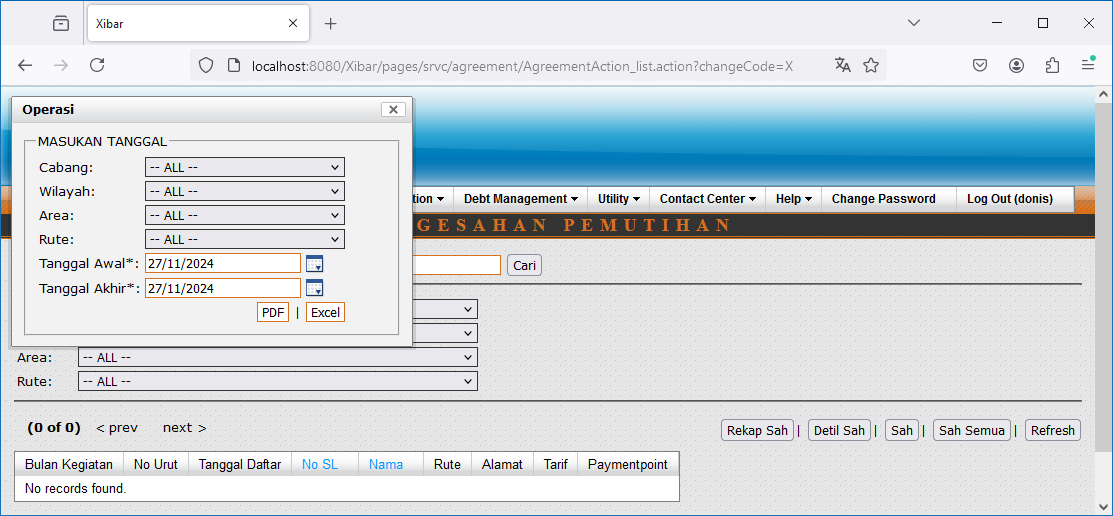 Xibar
localhost:8080/Xibar/pages/srvc/agreement/AgreementAction_list.action?changeCode=X
Operasi
MASUKAN TANGGAL
Cabang: -- ALL --
Wilayah: -- ALL --
Area: -- ALL --
Rute: -- ALL --
Tanggal Awal*: 27/11/2024
Tanggal Akhir*: 27/11/2024
PDF | Excel
tion Debt Management Utility Contact Center Help Change Password Log Out (donis)
GESAHAN PEMUTIHAN
Cari
Area: -- ALL --
Rute: -- ALL --
(0 of 0) < prev next > Rekap Sah | Detil Sah | Sah | Sah Semua | Refresh
Bulan Kegiatan No Urut Tanggal Daftar No SL Nama Rute Alamat Tarif Paymentpoint
No records found.